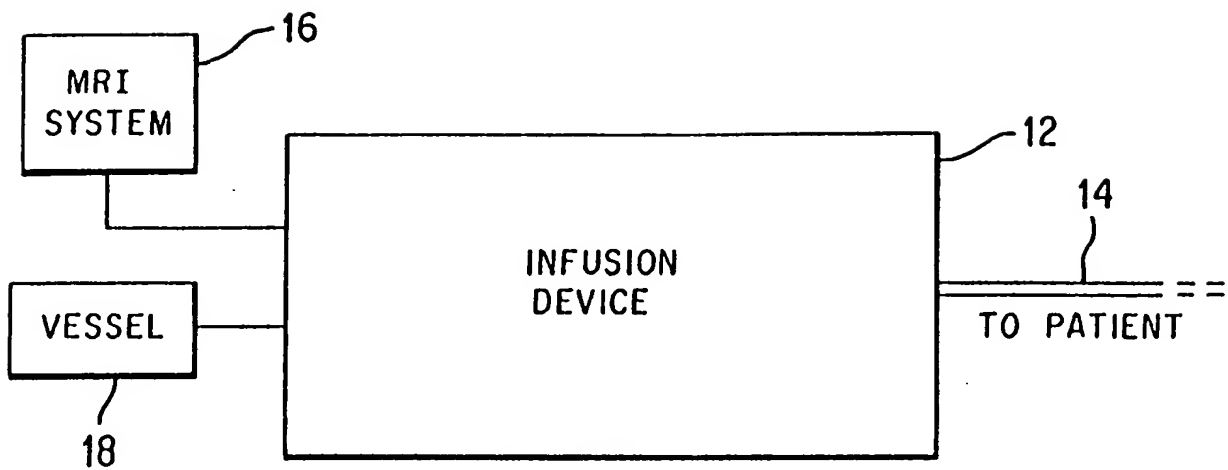 16
MRI
SYSTEM
12
14
INFUSION
DEVICE
VESSEL
TO PATIENT
18